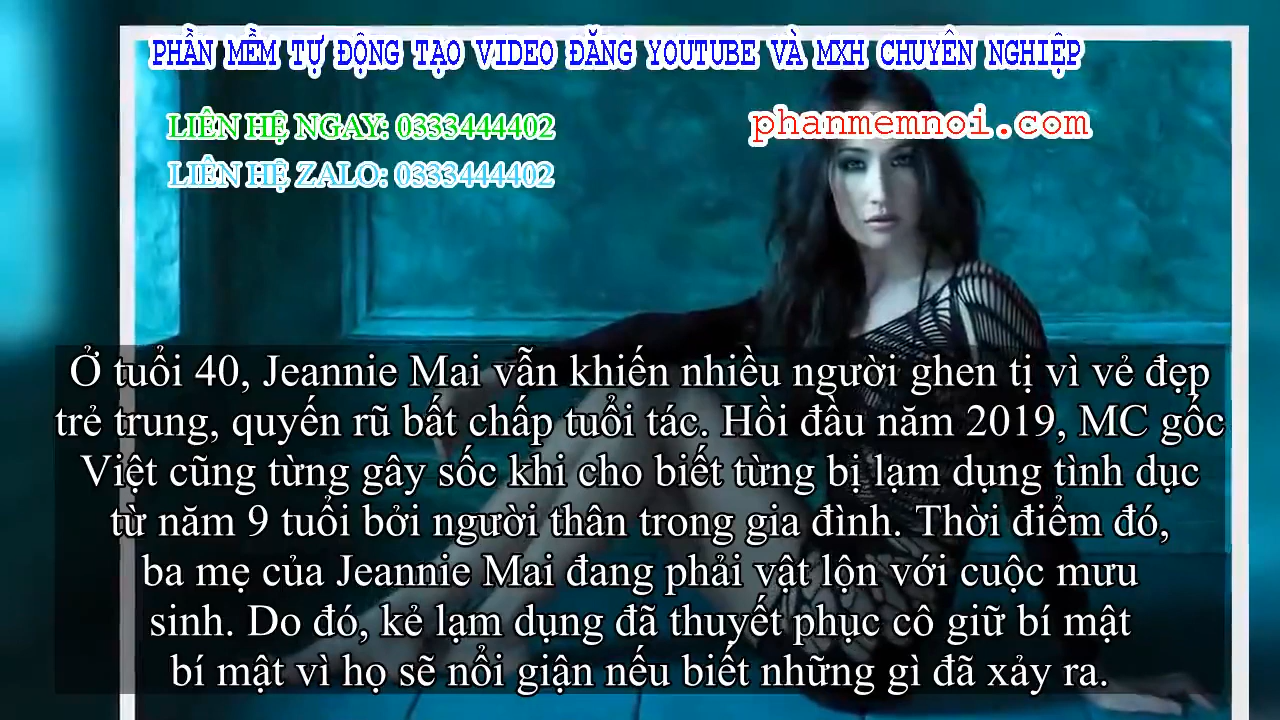 PHẦN MỀM TỰ ĐỘNG TẠO VIDEO ĐĂNG YOUTUBE VÀ MXH CHUYÊN NGHIỆP
LIÊN HỆ NGAY: 0333444402
phanmemnoi.com
LIÊN HỆ ZALO: 0333444402
Ở tuổi 40, Jeannie Mai vẫn khiến nhiều người ghen tị vì vẻ đẹp
trẻ trung, quyến rũ bất chấp tuổi tác. Hồi đầu năm 2019, MC gốc
Việt cũng từng gây sốc khi cho biết từng bị lạm dụng tình dục
từ năm 9 tuổi bởi người thân trong gia đình. Thời điểm đó,
ba mẹ của Jeannie Mai đang phải vật lộn với cuộc mưu
sinh. Do đó, kẻ lạm dụng đã thuyết phục cô giữ bí mật
bí mật vì họ sẽ nổi giận nếu biết những gì đã xảy ra.